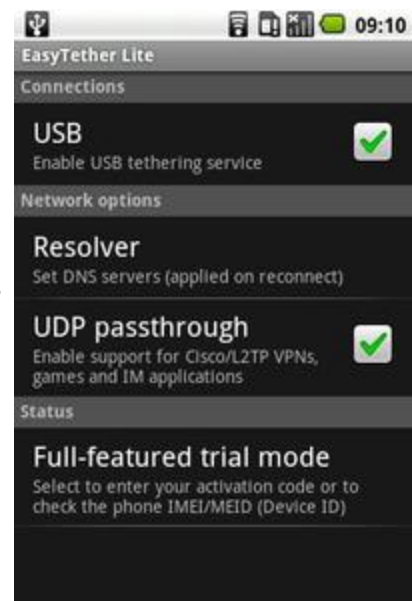 09:10
EasyTether Lite
Connections
USB
Enable USB tethering service
Network options
Resolver
Set DNS servers (applied on reconnect)
UDP passthrough
Enable support for Cisco/L2TP VPNs,
games and IM applications
Status
Full-featured trial mode
Select to enter your activation code or to
check the phone IMEI/MEID (Device ID)